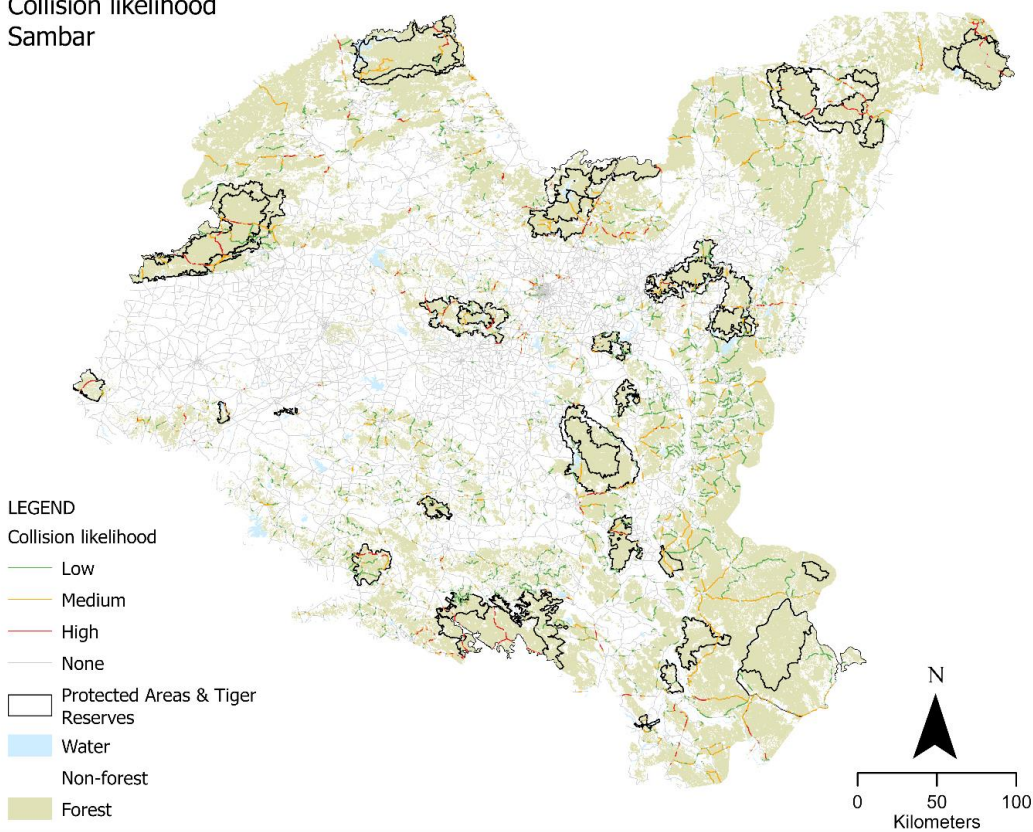 Collision likelihood
Sambar
LEGEND
Collision likelihood
Low
Medium
High
None
Protected Areas & Tiger
Reserves
Water
Non-forest
Forest
N
0 50 100
Kilometers